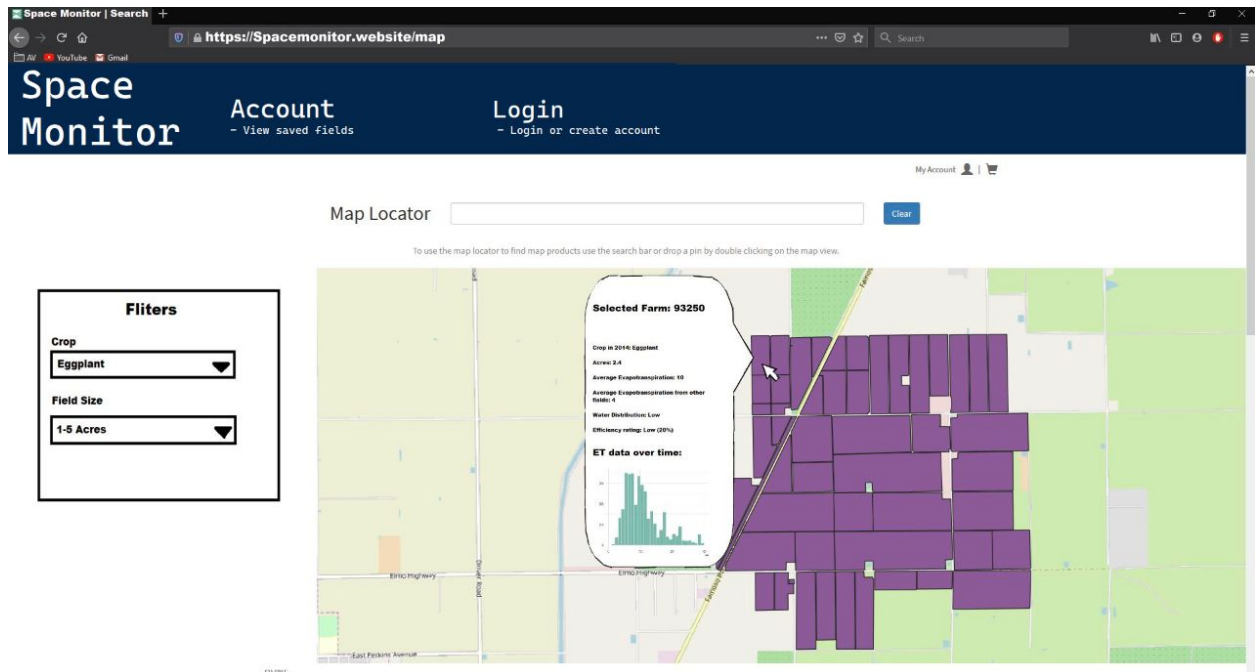 Space Monitor | Search +
https://Spacemonitor.website/map
Search
AV YouTube Gmail
Space
Monitor
Account
- View saved fields
Login
- Login or create account
My Account |
Map Locator
Clear
To use the map locator to find map products use the search bar or drop a pin by double clicking on the map view.
Fliters
Crop
Eggplant
Field Size
1-5 Acres
Selected Farm: 93250
Crop in 2014: Eggplant
Acres: 2.4
Average Evapotranspiration: 10
Average Evapotranspiration from other
fields: 4
Water Distribution: Low
Efficiency rating: Low (20%)
ET data over time:
Elmo Highway
Elmo Highway
Driver Road
East Perkins Avenue